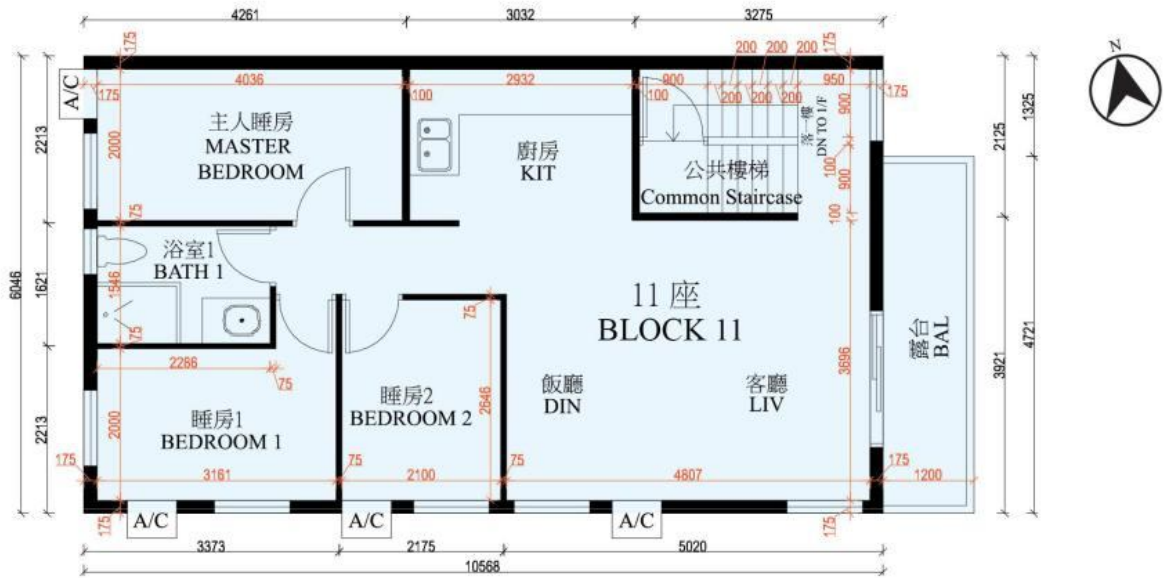 4261
3032
3275
N
175
200
200
200
175
A/C
175
4036
100
2932
100
900
200
200
200
950
175
主人睡房
MASTER
BEDROOM
廚房
KIT
公共樓梯
Common Staircase
落一樓
DN TO 1/F
900
100
900
100
2000
75
2213
2125
1325
6046
浴室1
BATH 1
1546
75
1621
75
11 座
BLOCK 11
露台
BAL
3696
3921
4721
2286
75
睡房1
BEDROOM 1
睡房2
BEDROOM 2
2646
飯廳
DIN
客廳
LIV
2000
2213
175
3161
75
2100
75
4807
175
1200
175
A/C
A/C
A/C
175
3373
2175
5020
10568